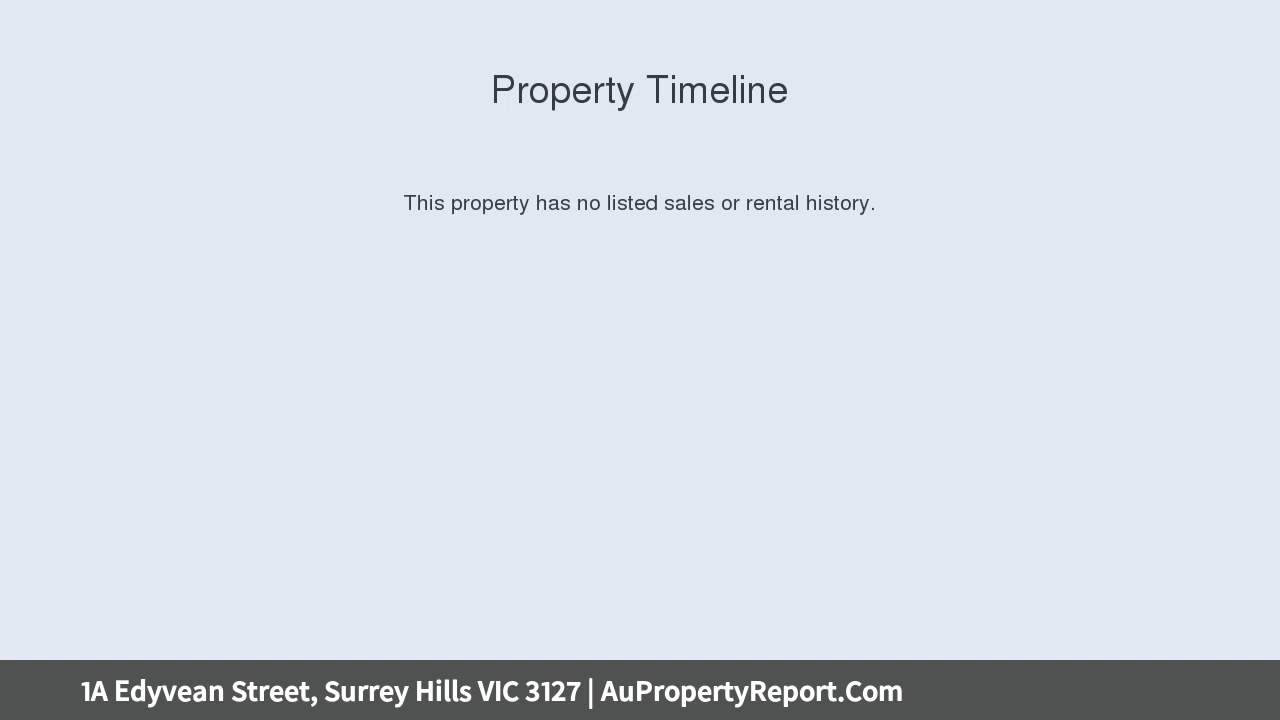 Property Timeline
This property has no listed sales or rental history.
1A Edyvean Street, Surrey Hills VIC 3127 | AuPropertyReport.Com